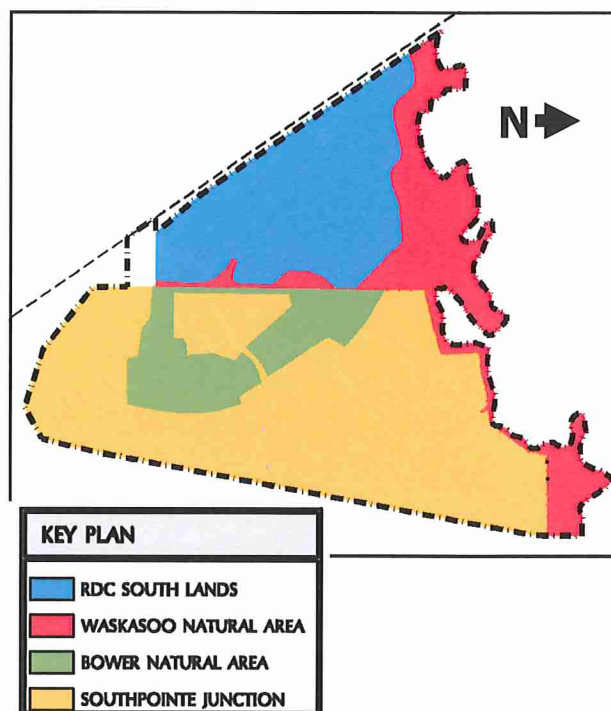 N
KEY PLAN
RDC SOUTH LANDS
WASKASOO NATURAL AREA
BOWER NATURAL AREA
SOUTHPOINTE JUNCTION